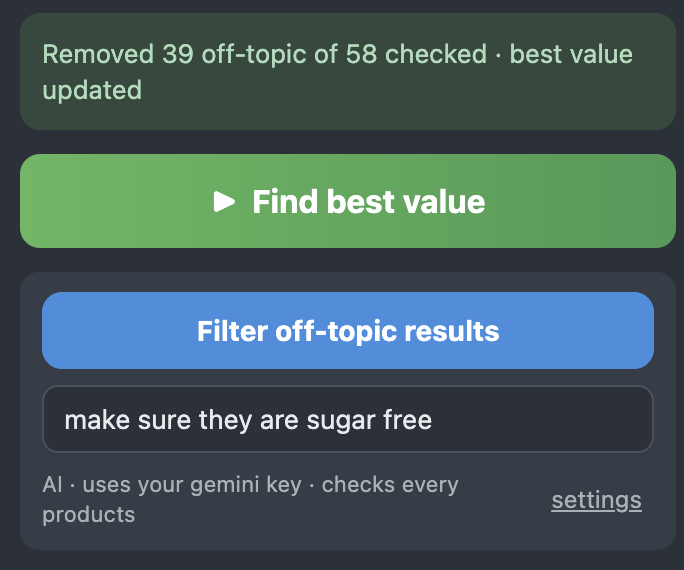 Removed 39 off-topic of 58 checked · best value
updated
Find best value
Filter off-topic results
make sure they are sugar free
AI · uses your gemini key · checks every
products
settings